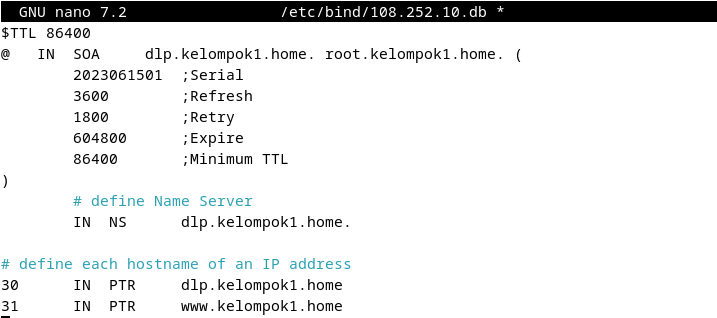 GNU nano 7.2 /etc/bind/108.252.10.db *
$TTL 86400
@ IN SOA dlp.kelompok1.home. root.kelompok1.home. (
2023061501 ;Serial
3600 ;Refresh
1800 ;Retry
604800 ;Expire
86400 ;Minimum TTL
)
# define Name Server
IN NS dlp.kelompok1.home.
# define each hostname of an IP address
30 IN PTR dlp.kelompok1.home
31 IN PTR www.kelompok1.home